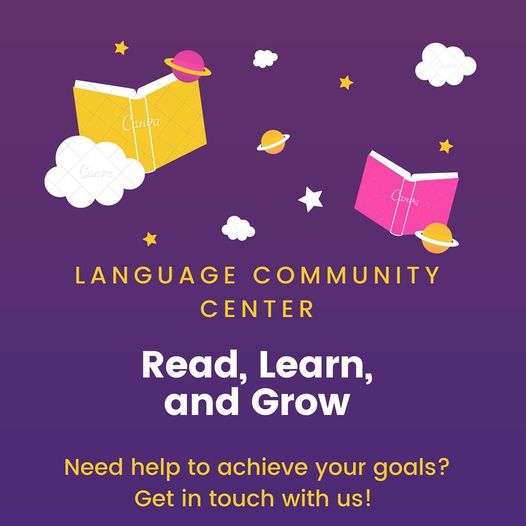 Canva
Canva
Canva
LANGUAGE COMMUNITY
CENTER
Read, Learn,
and Grow
Need help to achieve your goals?
Get in touch with us!